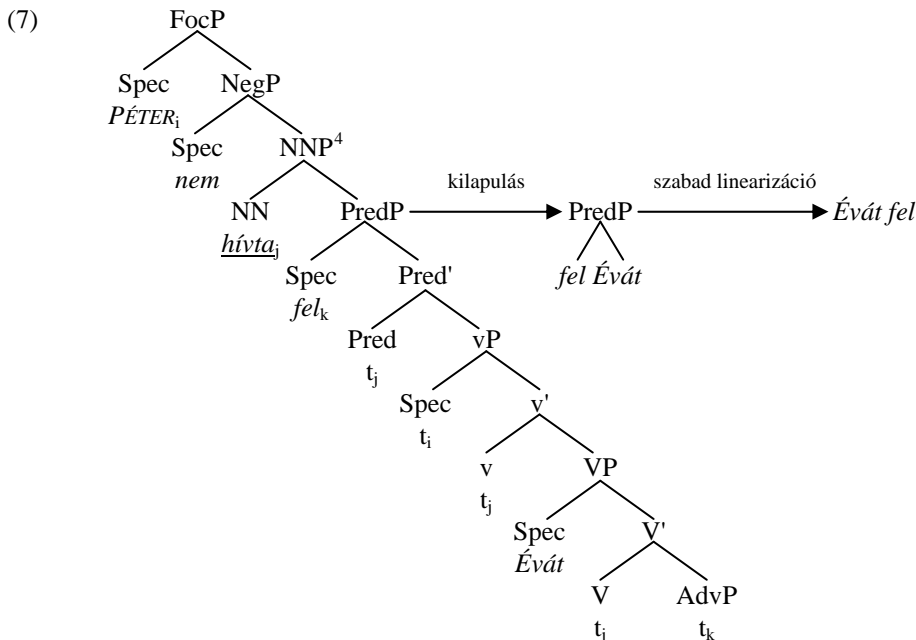 (7)
FocP
Spec NegP
PÉTERi
Spec NNP4
nem
kilapulás szabad linearizáció
NN PredP PredP Évát fel
hívtaj
Spec Pred' fel Évát
felk
Pred vP
tj
Spec v'
ti
v VP
tj
Spec V'
Évát
V AdvP
tj tk